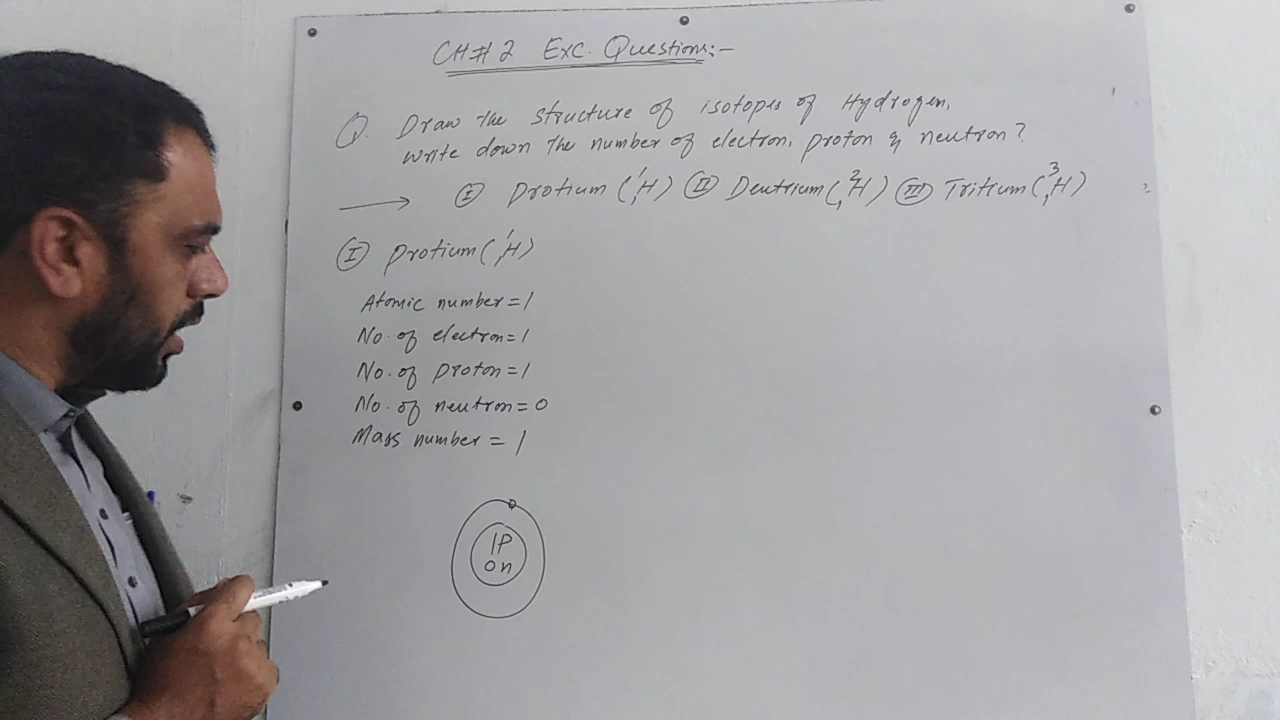 CH#2 Exc. Questions:-
Q. Draw the structure of isotopes of Hydrogen,
write down the number of electron, proton & neutron?
→ (I) Protium (¹₁H) (II) Deutrium (²₁H) (III) Tritium (³₁H)
(I) Protium (¹₁H)
Atomic number = 1
No. of electron = 1
No. of proton = 1
No. of neutron = 0
Mass number = 1
1P
0n